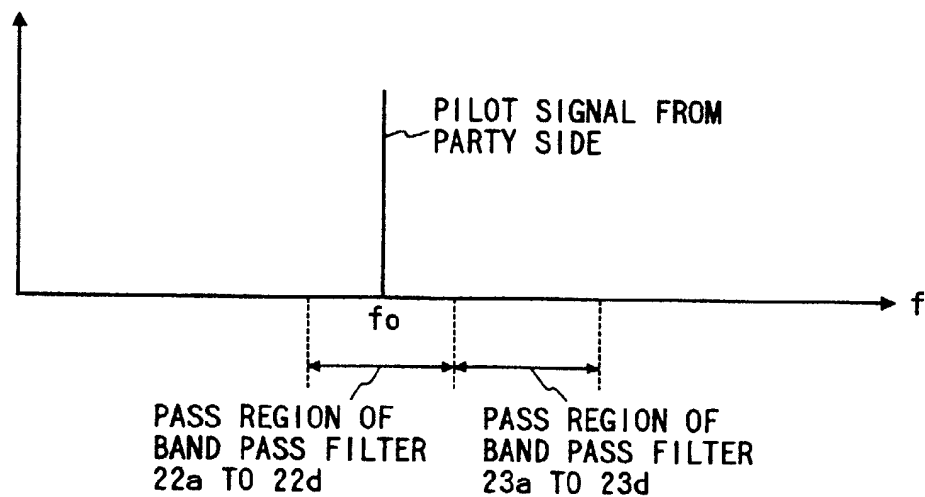 PILOT SIGNAL FROM
PARTY SIDE
f
fo
PASS REGION OF
BAND PASS FILTER
22a TO 22d
PASS REGION OF
BAND PASS FILTER
23a TO 23d